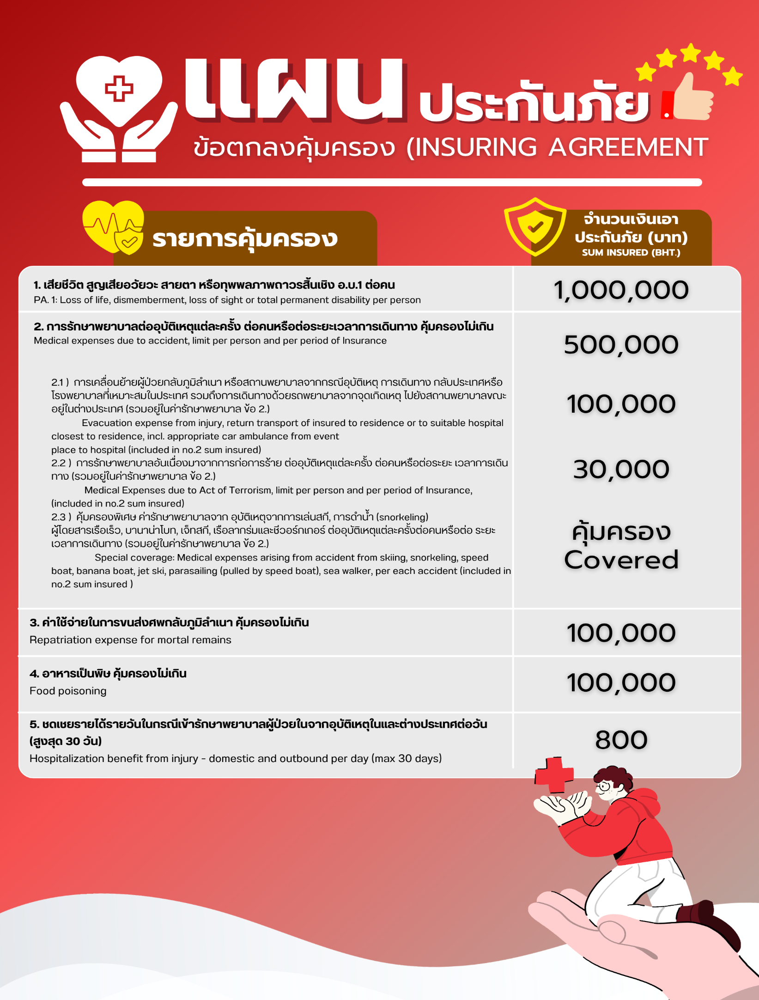 แผน ประกันภัย
ข้อตกลงคุ้มครอง (INSURING AGREEMENT
รายการคุ้มครอง
จำนวนเงินเอา
ประกันภัย (บาท)
SUM INSURED (BHT.)
1. เสียชีวิต สูญเสียอวัยวะ สายตา หรือทุพพลภาพถาวรสิ้นเชิง อ.บ.1 ต่อคน
PA. 1: Loss of life, dismemberment, loss of sight or total permanent disability per person
1,000,000
2. การรักษาพยาบาลต่ออุบัติเหตุแต่ละครั้ง ต่อคนหรือต่อระยะเวลาการเดินทาง คุ้มครองไม่เกิน
Medical expenses due to accident, limit per person and per period of Insurance
500,000
2.1 ) การเคลื่อนย้ายผู้ป่วยกลับภูมิลำเนา หรือสถานพยาบาลจากกรณีอุบัติเหตุ การเดินทาง กลับประเทศหรือ
โรงพยาบาลที่เหมาะสมในประเทศ รวมถึงการเดินทางด้วยรถพยาบาลจากจุดเกิดเหตุ ไปยังสถานพยาบาลขณะ
อยู่ในต่างประเทศ (รวมอยู่ในค่ารักษาพยาบาล ข้อ 2.)
Evacuation expense from injury, return transport of insured to residence or to suitable hospital
closest to residence, incl. appropriate car ambulance from event
place to hospital (included in no.2 sum insured)
100,000
2.2 ) การรักษาพยาบาลอันเนื่องมาจากการก่อการร้าย ต่ออุบัติเหตุแต่ละครั้ง ต่อคนหรือต่อระยะ เวลาการเดิน
ทาง (รวมอยู่ในค่ารักษาพยาบาล ข้อ 2.)
Medical Expenses due to Act of Terrorism, limit per person and per period of Insurance,
(included in no.2 sum insured)
30,000
2.3 ) คุ้มครองพิเศษ ค่ารักษาพยาบาลจาก อุบัติเหตุจากการเล่นสกี, การดำน้ำ (snorkeling)
ผู้โดยสารเรือเร็ว, บานาน่าโบท, เจ็ทสกี, เรือลากร่มและซีวอร์กเกอร์ ต่ออุบัติเหตุแต่ละครั้งต่อคนหรือต่อ ระยะ
เวลาการเดินทาง (รวมอยู่ในค่ารักษาพยาบาล ข้อ 2.)
Special coverage: Medical expenses arising from accident from skiing, snorkeling, speed
boat, banana boat, jet ski, parasailing (pulled by speed boat), sea walker, per each accident (included in
no.2 sum insured )
คุ้มครอง
Covered
3. ค่าใช้จ่ายในการขนส่งศพกลับภูมิลำเนา คุ้มครองไม่เกิน
Repatriation expense for mortal remains
100,000
4. อาหารเป็นพิษ คุ้มครองไม่เกิน
Food poisoning
100,000
5. ชดเชยรายได้รายวันในกรณีเข้ารักษาพยาบาลผู้ป่วยในจากอุบัติเหตุในและต่างประเทศต่อวัน
(สูงสุด 30 วัน)
Hospitalization benefit from injury - domestic and outbound per day (max 30 days)
800